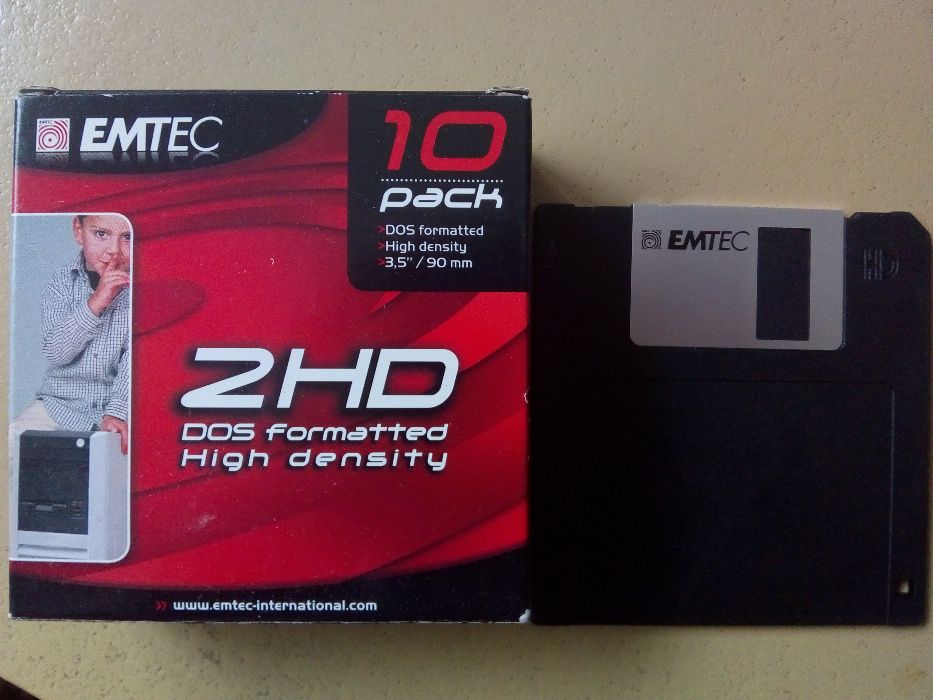 EMTEC
10
pack
>DOS formatted
>High density
>3,5" / 90 mm
2HD
DOS formatted
High density
>> www.emtec-international.com
EMTEC
HD